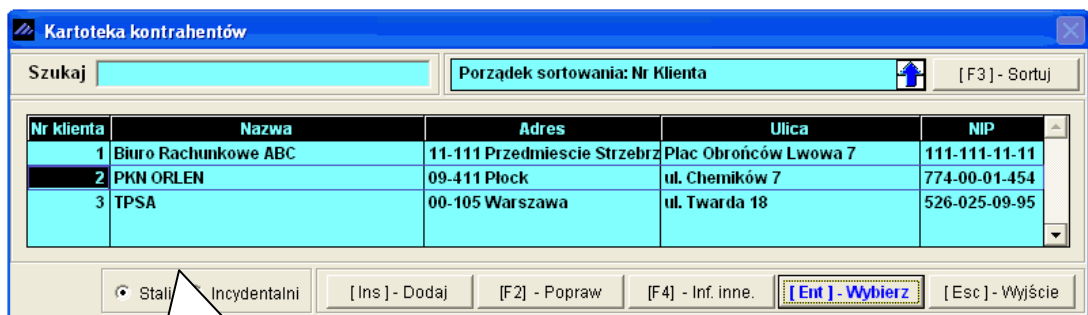 Kartoteka kontrahentów
Szukaj Porządek sortowania: Nr Klienta [ F3 ] - Sortuj
Nr klienta Nazwa Adres Ulica NIP
1 Biuro Rachunkowe ABC 11-111 Przedmiescie Strzebrz Plac Obrońców Lwowa 7 111-111-11-11
2 PKN ORLEN 09-411 Płock ul. Chemików 7 774-00-01-454
3 TPSA 00-105 Warszawa ul. Twarda 18 526-025-09-95
Stali Incydentalni [ Ins ] - Dodaj [F2] - Popraw [F4] - Inf. inne. [ Ent ] - Wybierz [ Esc ] - Wyjście